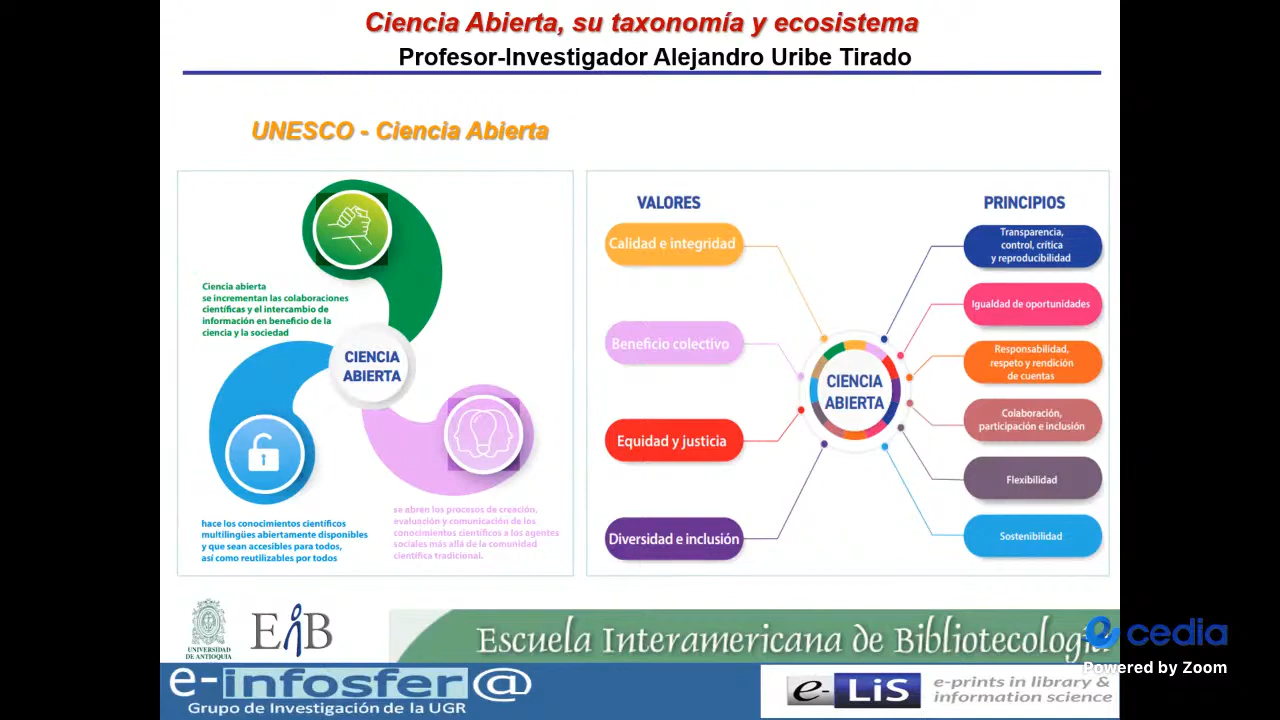 Ciencia Abierta, su taxonomía y ecosistema
Profesor-Investigador Alejandro Uribe Tirado
UNESCO - Ciencia Abierta
Ciencia abierta
se incrementan las colaboraciones
científicas y el intercambio de
información en beneficio de la
ciencia y la sociedad
CIENCIA
ABIERTA
hace los conocimientos científicos
multilingües abiertamente disponibles
y que sean accesibles para todos,
así como reutilizables por todos
se abren los procesos de creación,
evaluación y comunicación de los
conocimientos científicos a los agentes
sociales más allá de la comunidad
científica tradicional.
VALORES
Calidad e integridad
Beneficio colectivo
Equidad y justicia
Diversidad e inclusión
CIENCIA
ABIERTA
PRINCIPIOS
Transparencia,
control, crítica
y reproducibilidad
Igualdad de oportunidades
Responsabilidad,
respeto y rendición
de cuentas
Colaboración,
participación e inclusión
Flexibilidad
Sostenibilidad
UNIVERSIDAD
DE ANTIOQUIA
EIB
Escuela Interamericana de Bibliotecología
cedia
Powered by Zoom
e-infosfer@
Grupo de Investigación de la UGR
e-LiS
e-prints in library &
information science